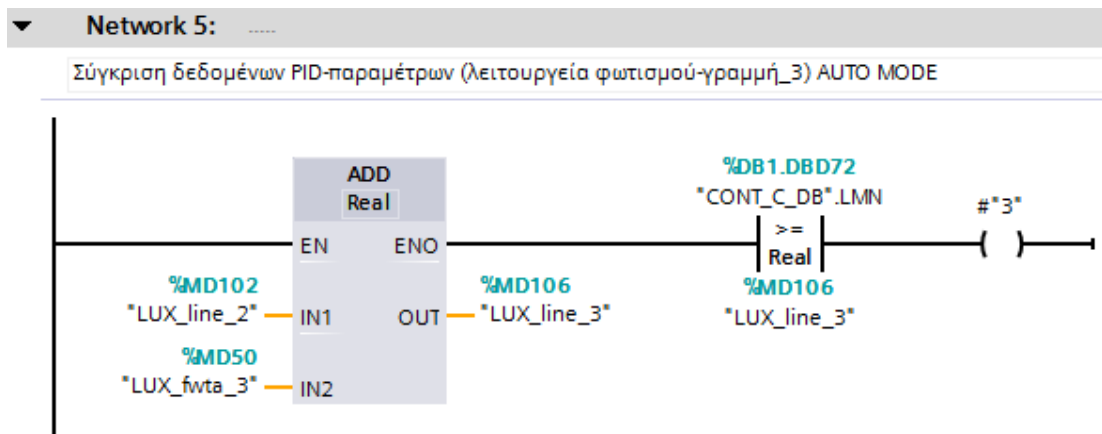 Network 5: .....
Σύγκριση δεδομένων PID-παραμέτρων (λειτουργεία φωτισμού-γραμμή_3) AUTO MODE
ADD
Real
EN
ENO
%MD102
"LUX_line_2"
IN1
OUT
%MD106
"LUX_line_3"
%MD50
"LUX_fwta_3"
IN2
%DB1.DBD72
"CONT_C_DB".LMN
>=
Real
%MD106
"LUX_line_3"
#"3"